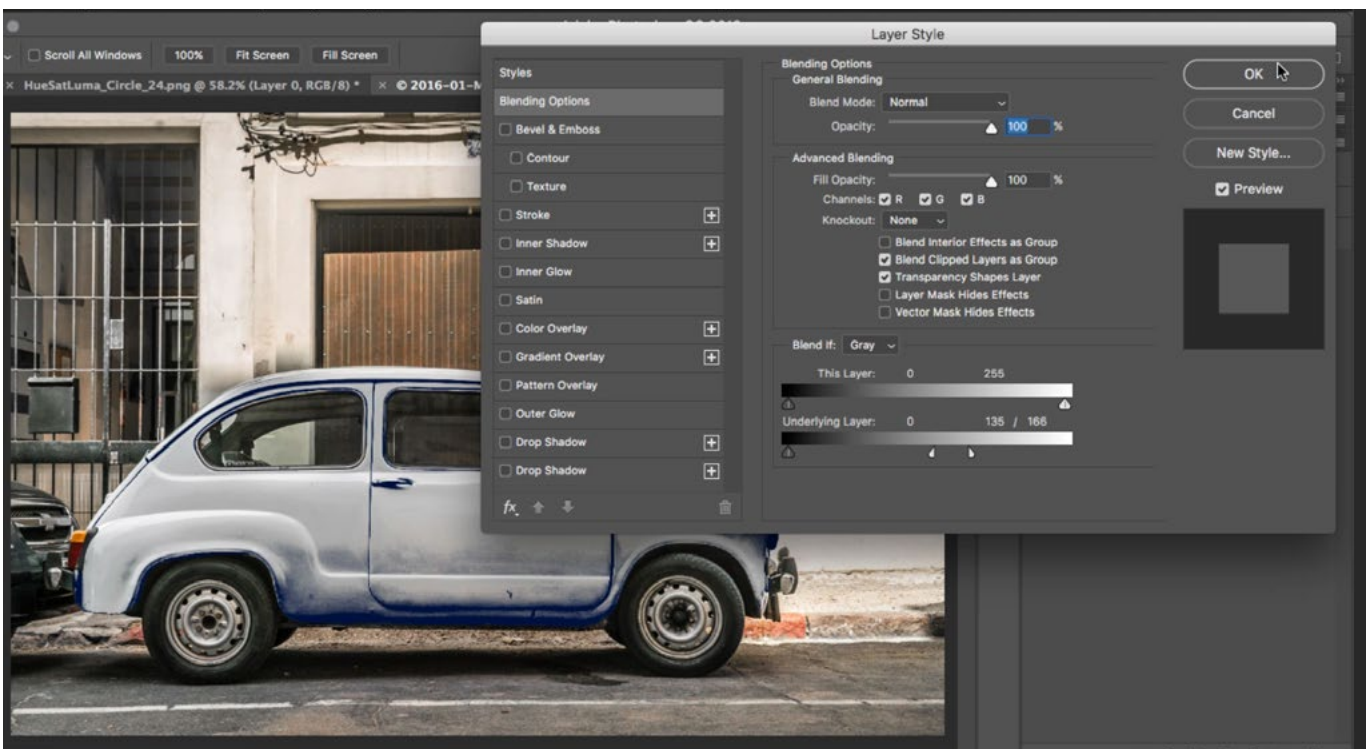 Layer Style
Scroll All Windows 100% Fit Screen Fill Screen
× HueSatLuma_Circle_24.png @ 58.2% (Layer 0, RGB/8) * × © 2016-01-M
Styles
Blending Options
Bevel & Emboss
Contour
Texture
Stroke
Inner Shadow
Inner Glow
Satin
Color Overlay
Gradient Overlay
Pattern Overlay
Outer Glow
Drop Shadow
Drop Shadow
fx
Blending Options
General Blending
Blend Mode: Normal
Opacity: 100 %
Advanced Blending
Fill Opacity: 100 %
Channels: R G B
Knockout: None
Blend Interior Effects as Group
Blend Clipped Layers as Group
Transparency Shapes Layer
Layer Mask Hides Effects
Vector Mask Hides Effects
Blend If: Gray
This Layer: 0 255
Underlying Layer: 0 135 / 166
OK
Cancel
New Style...
Preview